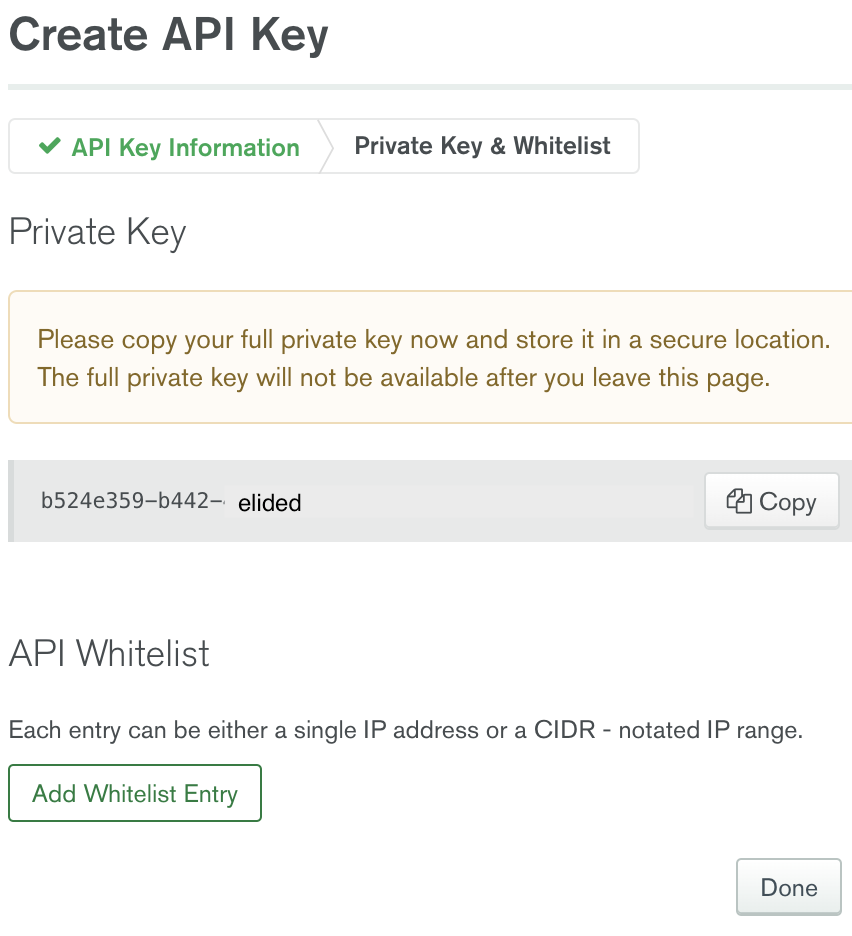 Create API Key
API Key Information
Private Key & Whitelist
Private Key
Please copy your full private key now and store it in a secure location.
The full private key will not be available after you leave this page.
b524e359-b442- elided
Copy
API Whitelist
Each entry can be either a single IP address or a CIDR - notated IP range.
Add Whitelist Entry
Done